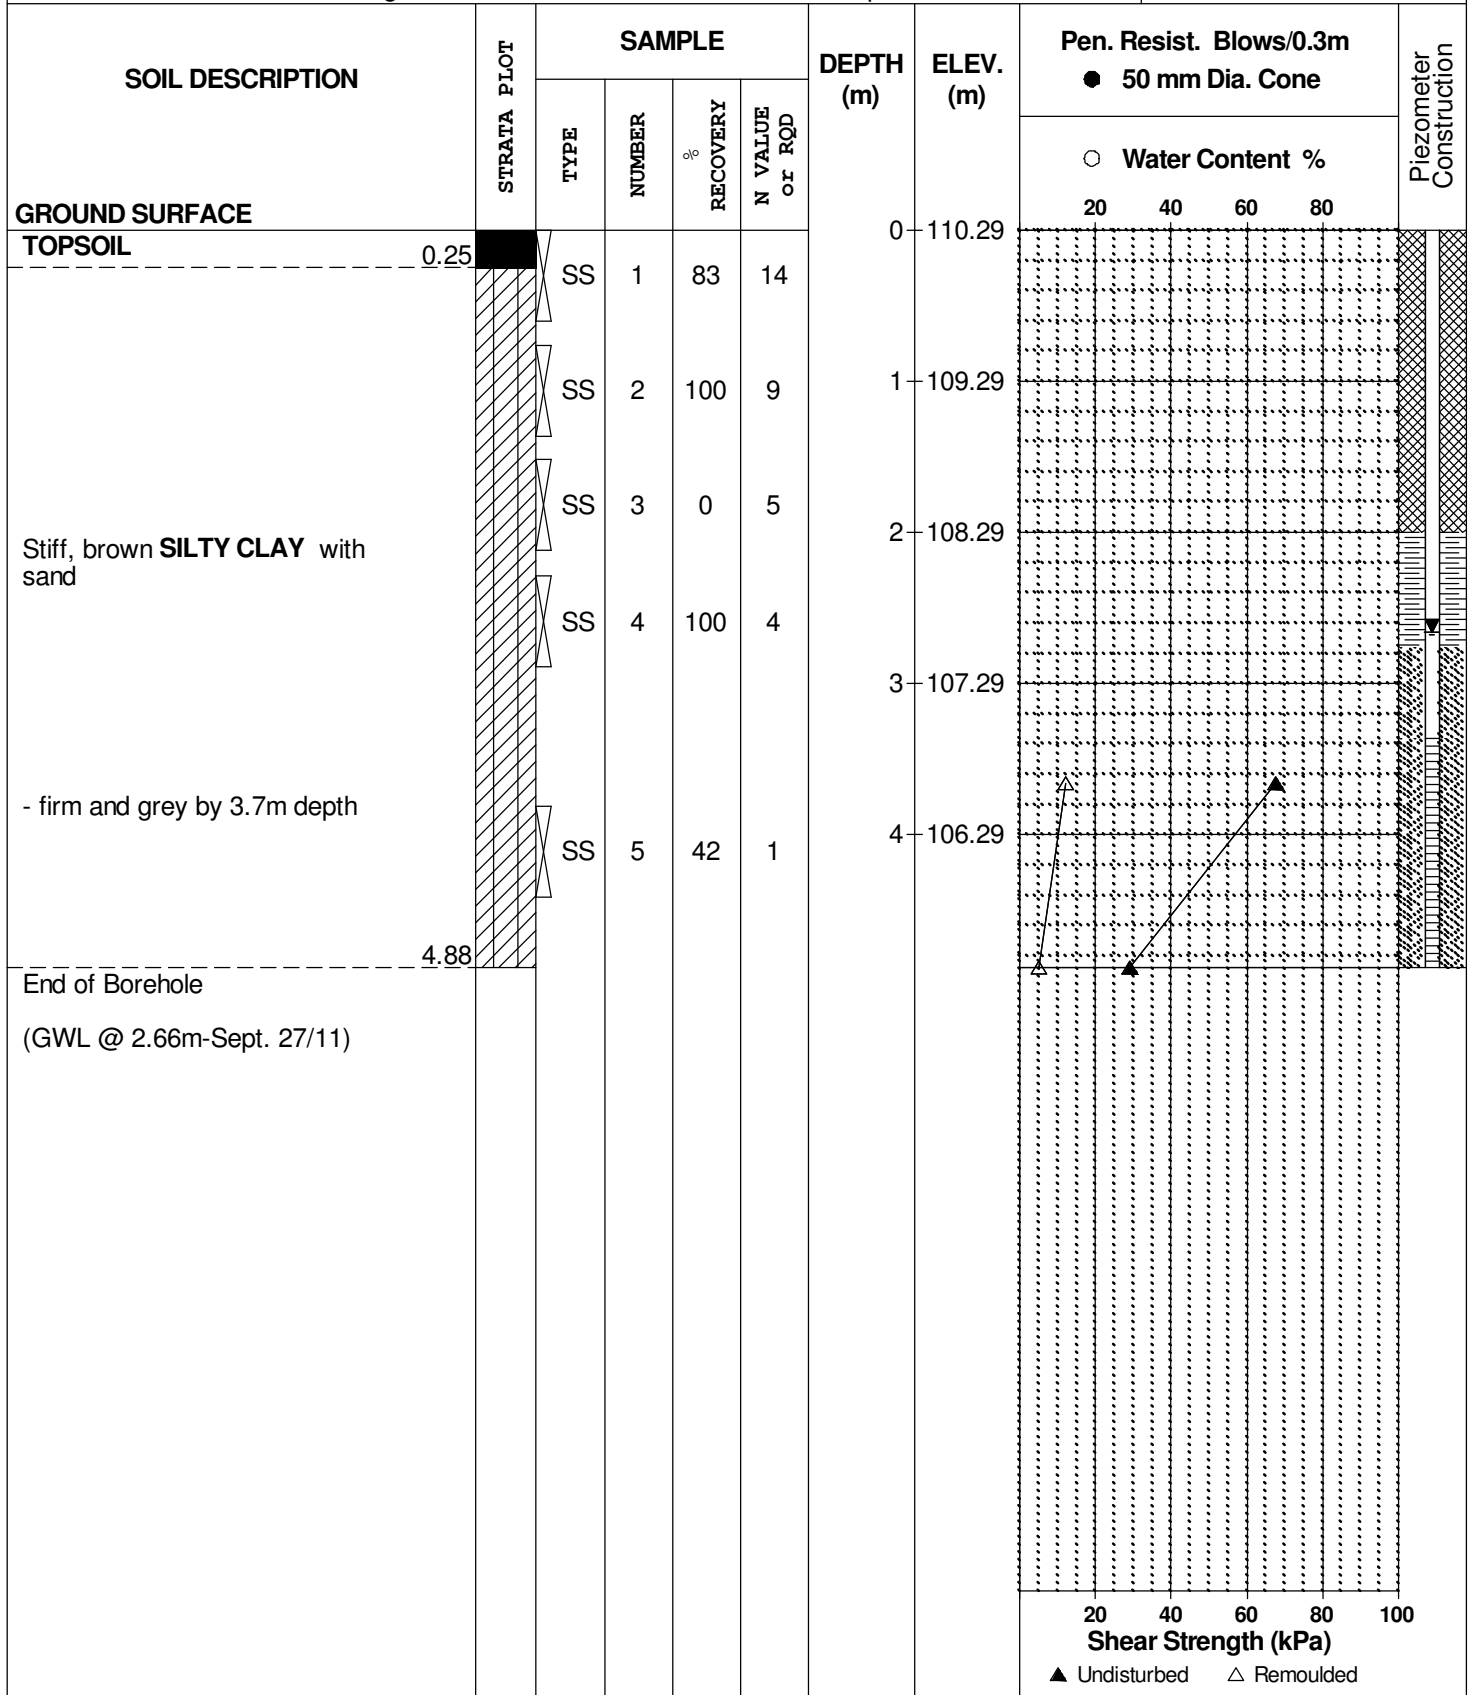 SOIL DESCRIPTION
STRATA PLOT
SAMPLE
TYPE
NUMBER
% RECOVERY
N VALUE or RQD
DEPTH (m)
ELEV. (m)
Pen. Resist. Blows/0.3m
● 50 mm Dia. Cone
○ Water Content %
20 40 60 80
Piezometer Construction
GROUND SURFACE
0 110.29
TOPSOIL
0.25
SS 1 83 14
SS 2 100 9
1 109.29
SS 3 0 5
2 108.29
Stiff, brown SILTY CLAY with
sand
SS 4 100 4
3 107.29
- firm and grey by 3.7m depth
4 106.29
SS 5 42 1
4.88
End of Borehole
(GWL @ 2.66m-Sept. 27/11)
20 40 60 80 100
Shear Strength (kPa)
▲ Undisturbed △ Remoulded